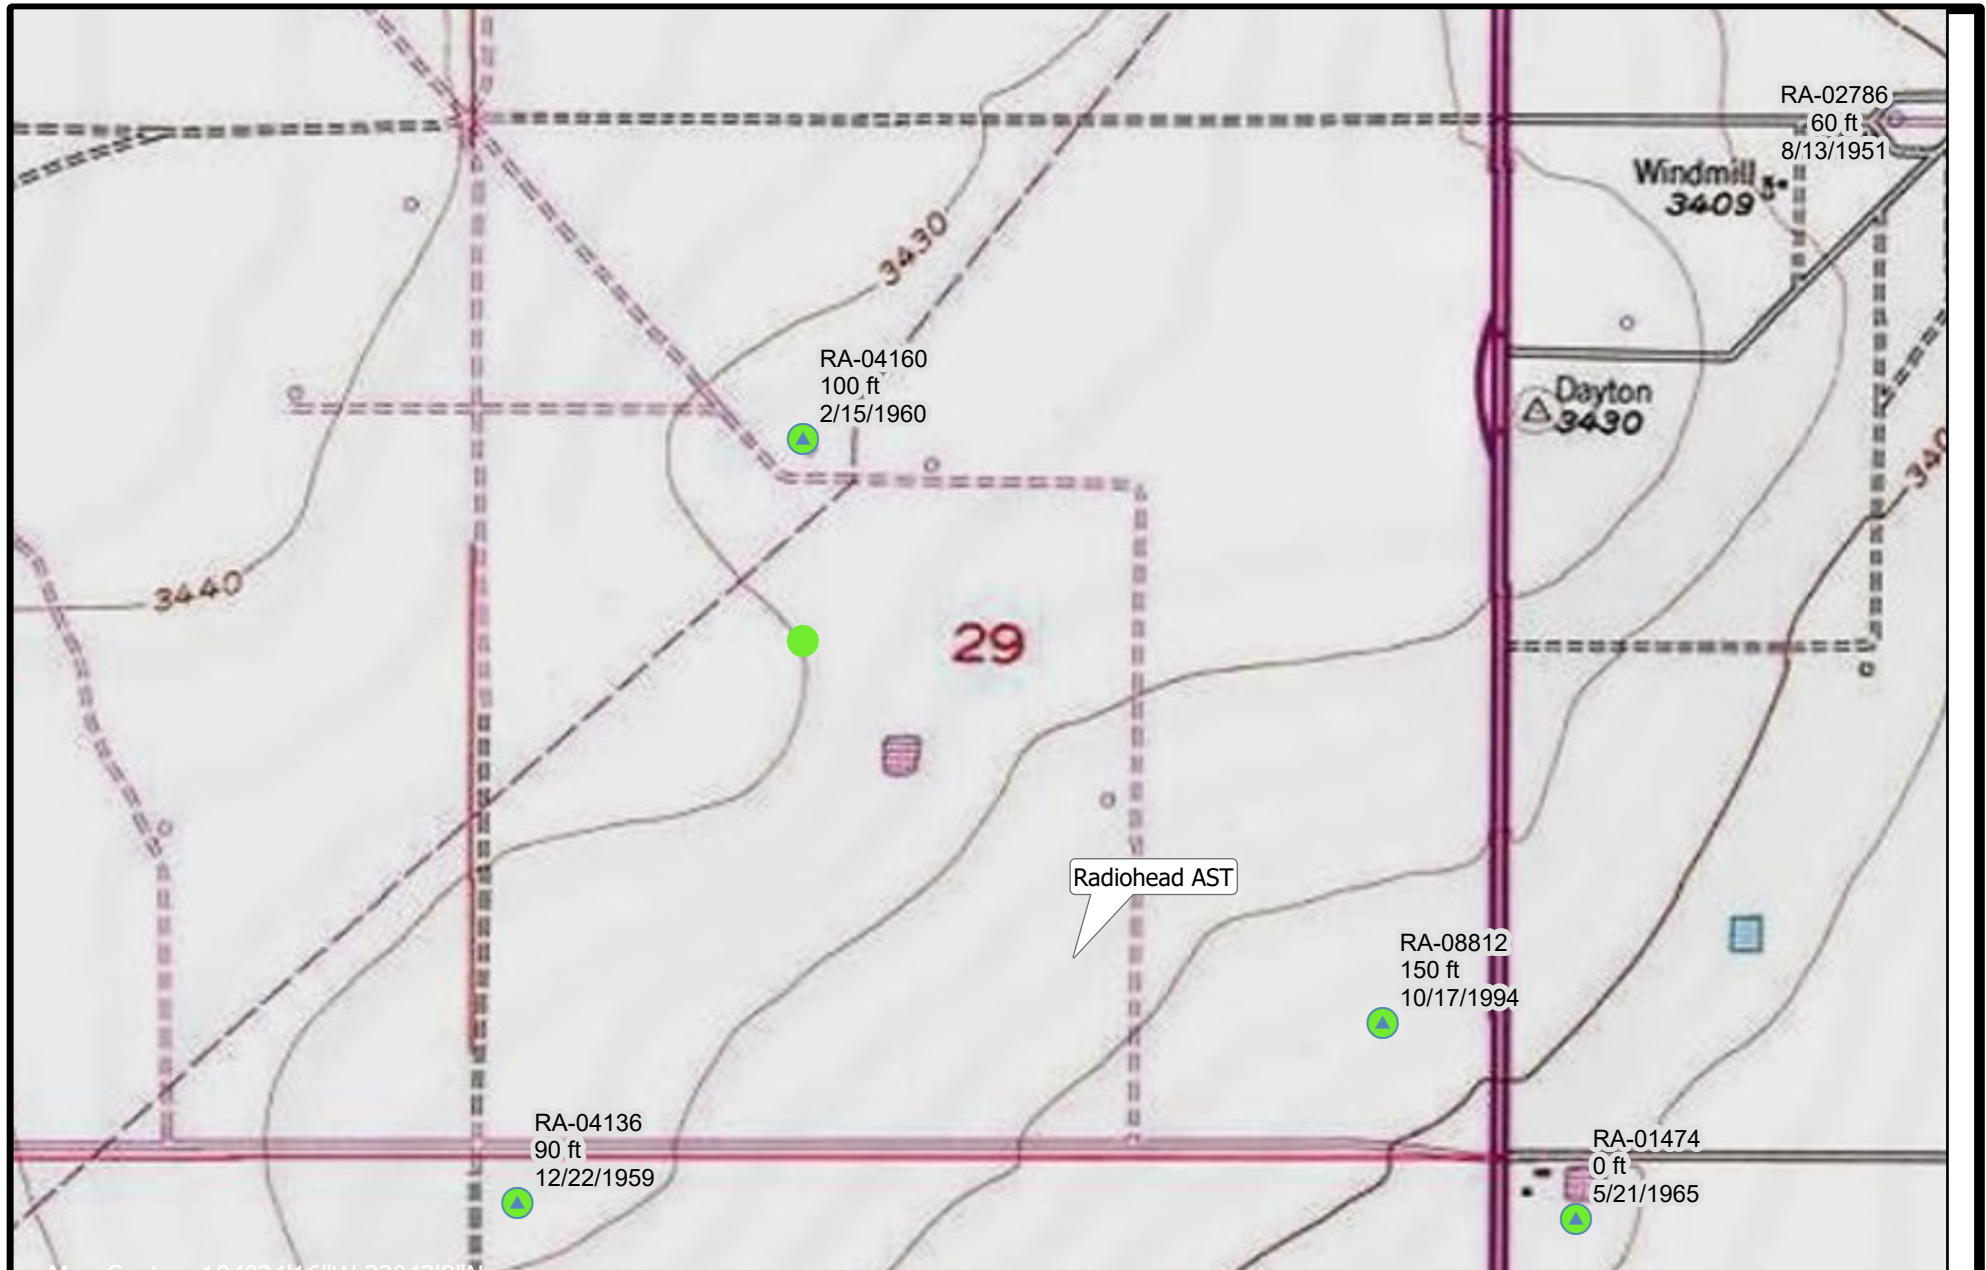 RA-02786
60 ft
8/13/1951
Windmill
3409
3430
RA-04160
100 ft
2/15/1960
Dayton
3430
340
3440
29
Radiohead AST
RA-08812
150 ft
10/17/1994
RA-04136
90 ft
12/22/1959
RA-01474
0 ft
5/21/1965